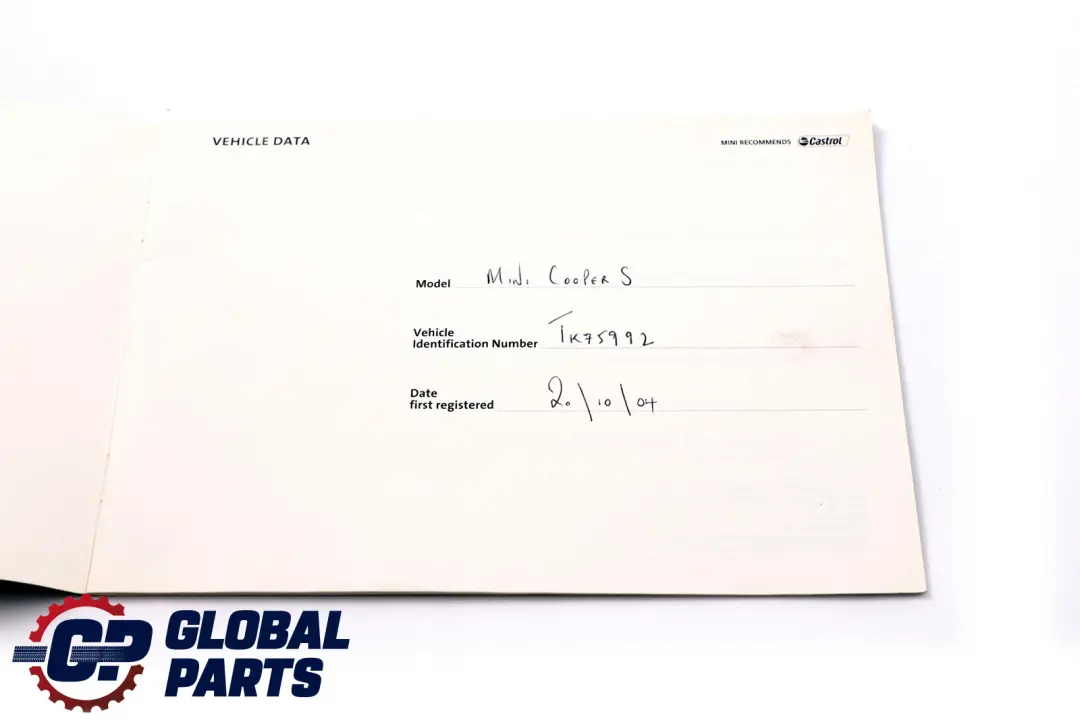 VEHICLE DATA
MINI RECOMMENDS Castrol
Model Mini Cooper S
Vehicle
Identification Number TK75992
Date
first registered 20/10/04
CP GLOBAL
PARTS